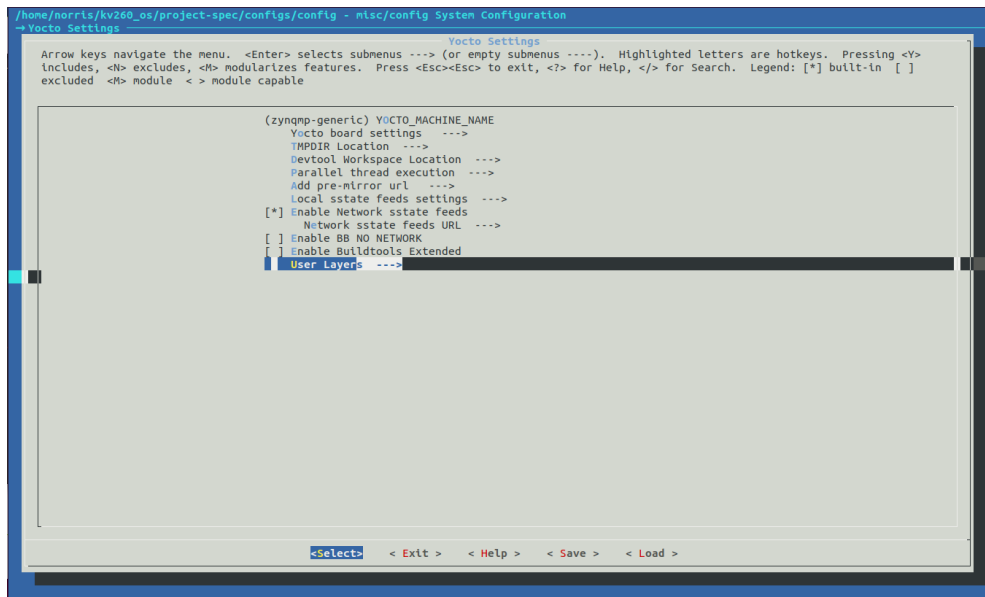 /home/norris/kv260_os/project-spec/configs/config - misc/config System Configuration
→ Yocto Settings
Yocto Settings
Arrow keys navigate the menu.  <Enter> selects submenus ---> (or empty submenus ----).  Highlighted letters are hotkeys.  Pressing <Y>
includes, <N> excludes, <M> modularizes features.  Press <Esc><Esc> to exit, <?> for Help, </> for Search.  Legend: [*] built-in  [ ]
excluded  <M> module  < > module capable
(zynqmp-generic) YOCTO_MACHINE_NAME
Yocto board settings  --->
TMPDIR Location  --->
Devtool Workspace Location  --->
Parallel thread execution  --->
Add pre-mirror url  --->
Local sstate feeds settings  --->
[*] Enable Network sstate feeds
Network sstate feeds URL  --->
[ ] Enable BB NO NETWORK
[ ] Enable Buildtools Extended
User Layers  --->
<Select>    < Exit >    < Help >    < Save >    < Load >